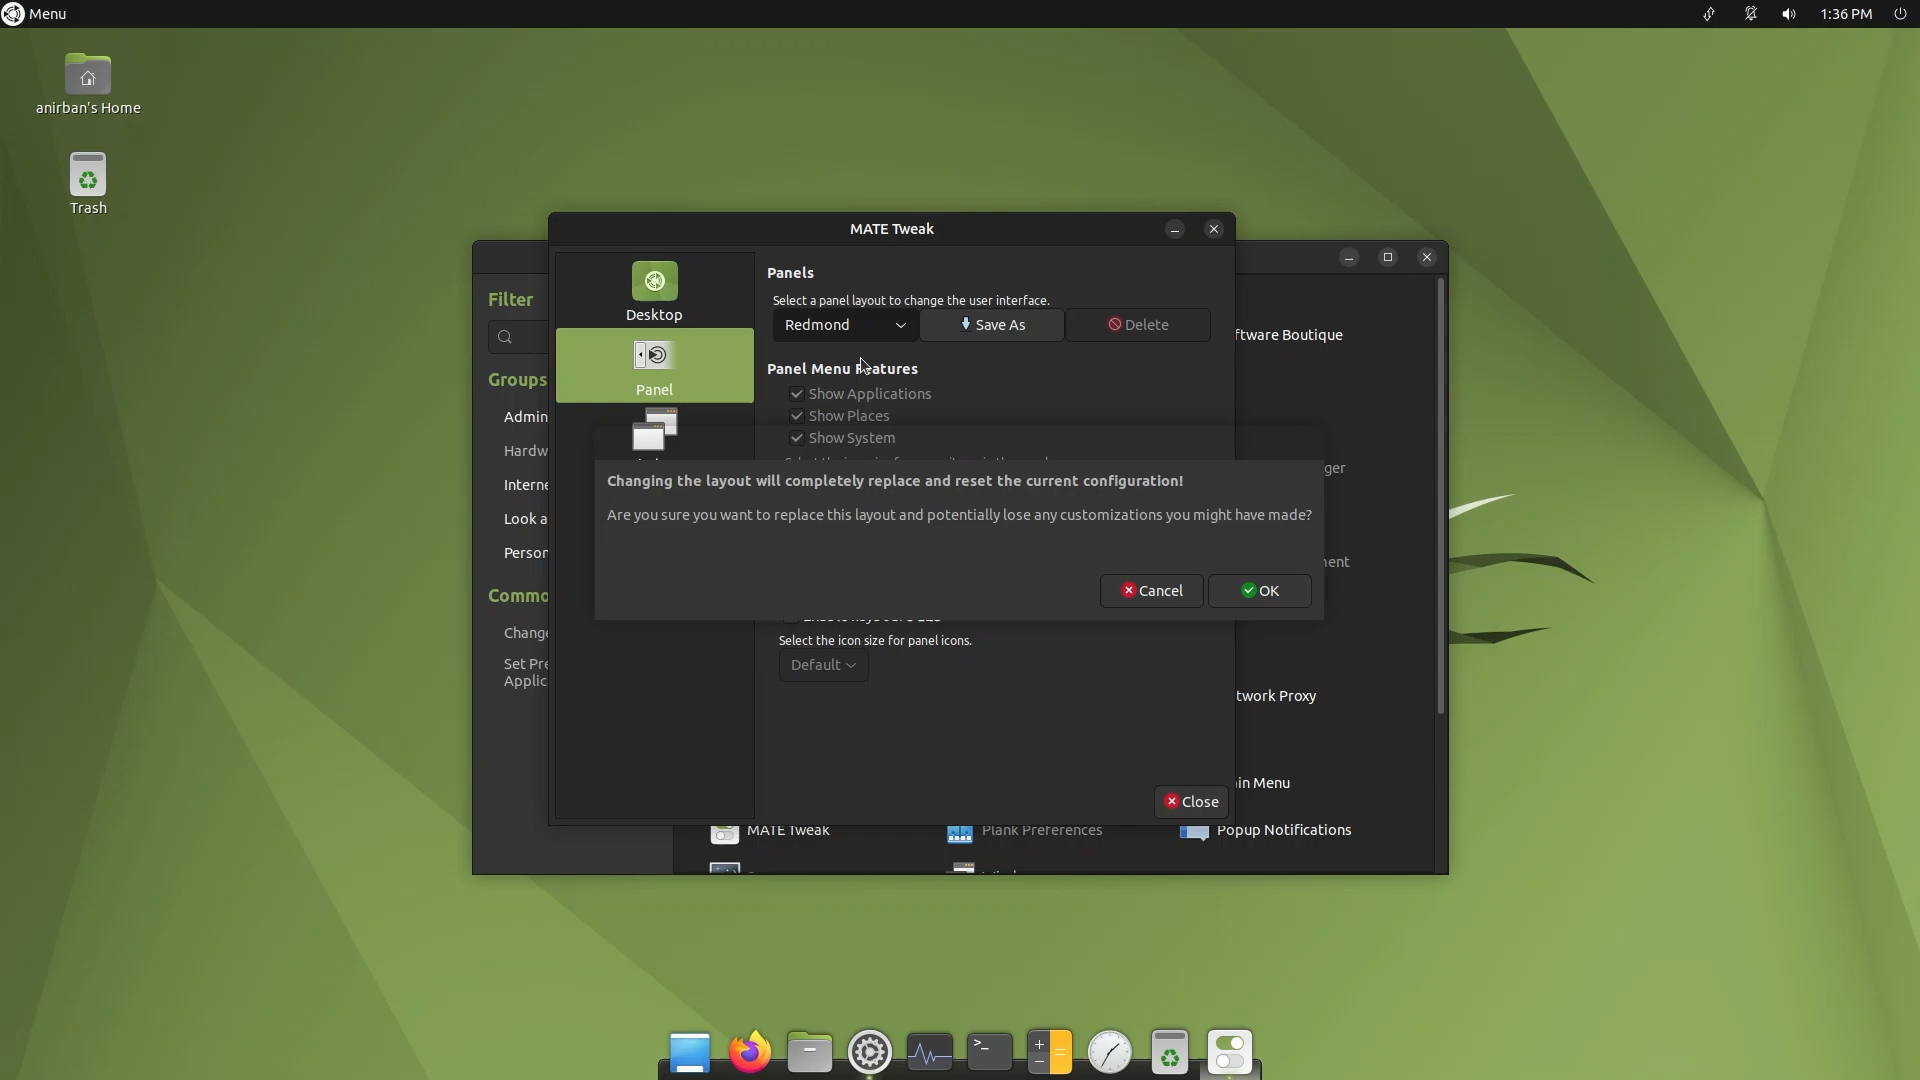 Menu
1:36 PM
anirban's Home
Trash
MATE Tweak
Filter
Groups
Admin
Hardw
Interne
Look a
Person
Commo
Change
Set Pre
Applic
Desktop
Panel
Panels
Select a panel layout to change the user interface.
Redmond
Save As
Delete
Panel Menu Features
Show Applications
Show Places
Show System
Changing the layout will completely replace and reset the current configuration!
Are you sure you want to replace this layout and potentially lose any customizations you might have made?
Cancel
OK
Select the icon size for panel icons.
Default
Close
ftware Boutique
ger
ent
twork Proxy
in Menu
MATE Tweak
Plank Preferences
Popup Notifications